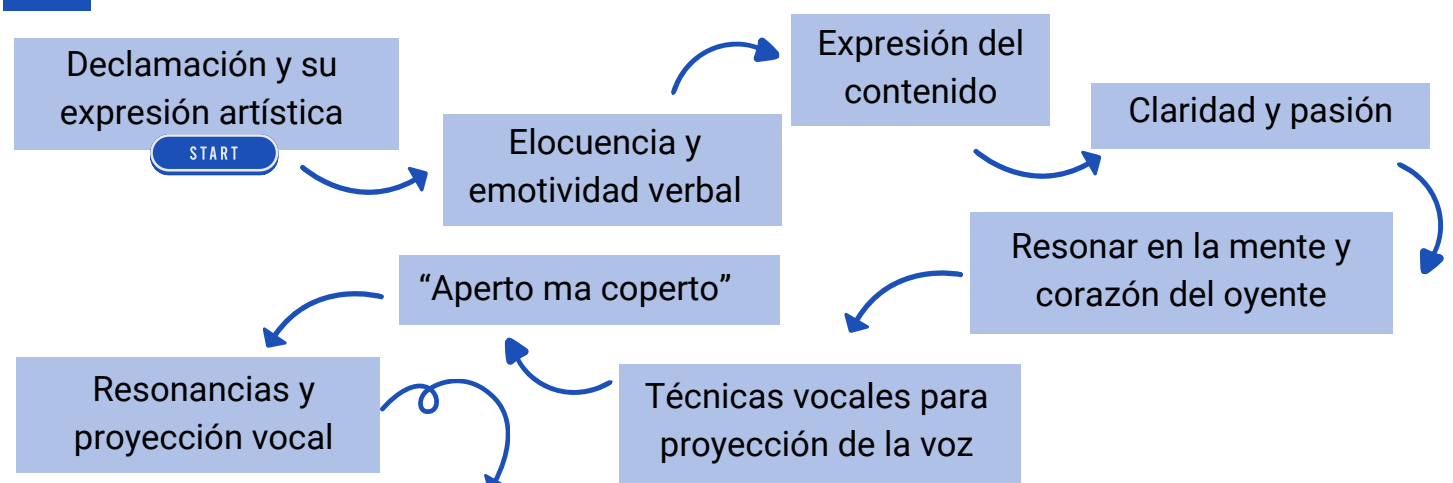 Declamación y su
expresión artística
START
Elocuencia y
emotividad verbal
Expresión del
contenido
Claridad y pasión
Resonar en la mente y
corazón del oyente
Técnicas vocales para
proyección de la voz
“Aperto ma coperto”
Resonancias y
proyección vocal